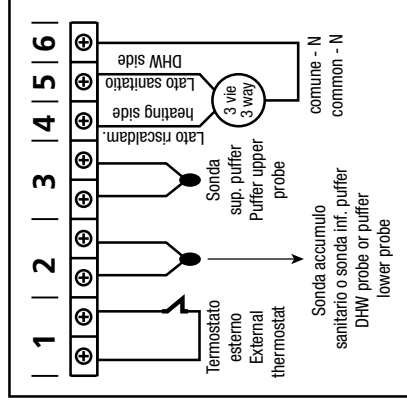 1
2
3
4
5
6
Termostato
esterno
External
thermostat
Sonda accumulo
sanitario o sonda inf. puffer
DHW probe or puffer
lower probe
Sonda
sup. puffer
Puffer upper
probe
Lato riscaldam.
heating side
Lato sanitatio
DHW side
3 vie
3 way
comune - N
common - N